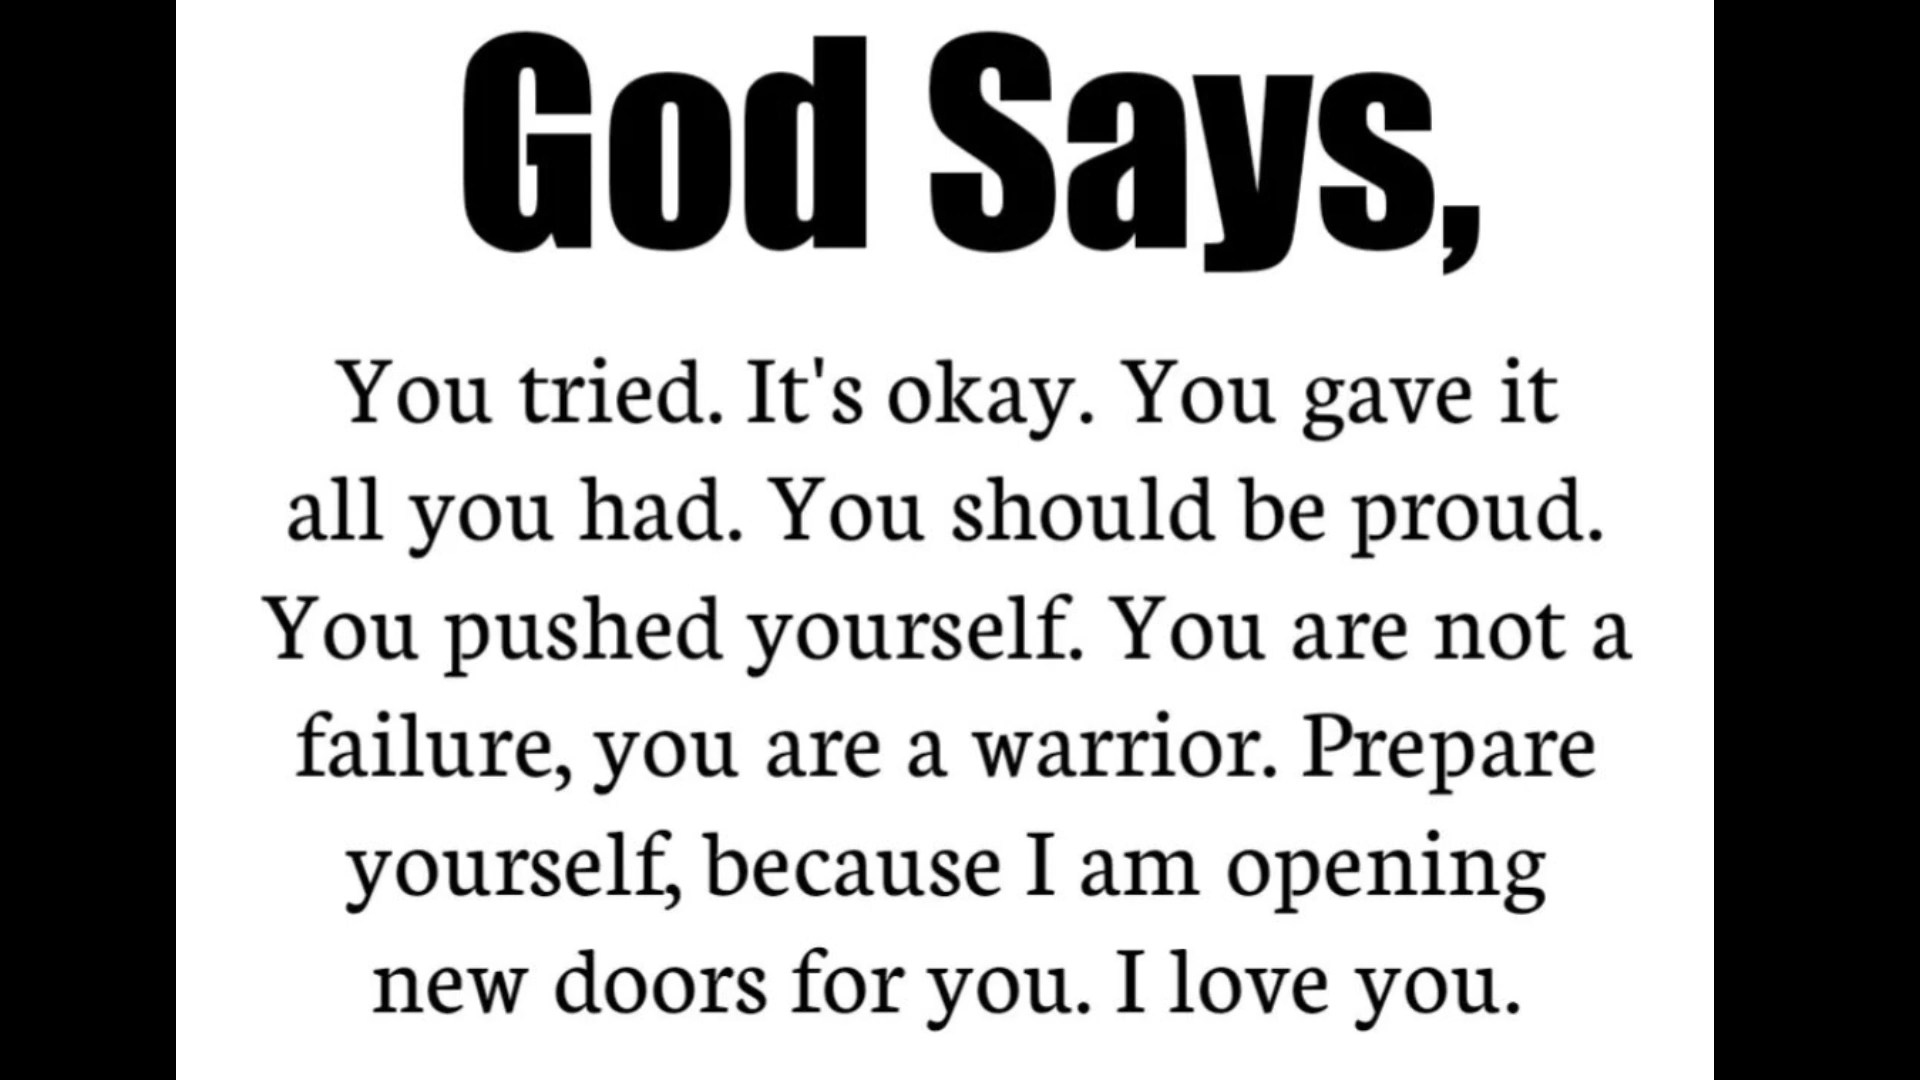 God Says,
You tried. It's okay. You gave it
all you had. You should be proud.
You pushed yourself. You are not a
failure, you are a warrior. Prepare
yourself, because I am opening
new doors for you. I love you.